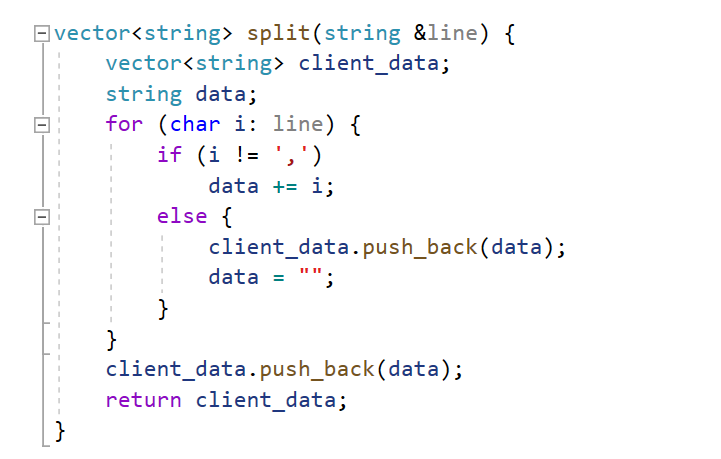 vector<string> split(string &line) {
    vector<string> client_data;
    string data;
    for (char i: line) {
        if (i != ',')
            data += i;
        else {
            client_data.push_back(data);
            data = "";
        }
    }
    client_data.push_back(data);
    return client_data;
}